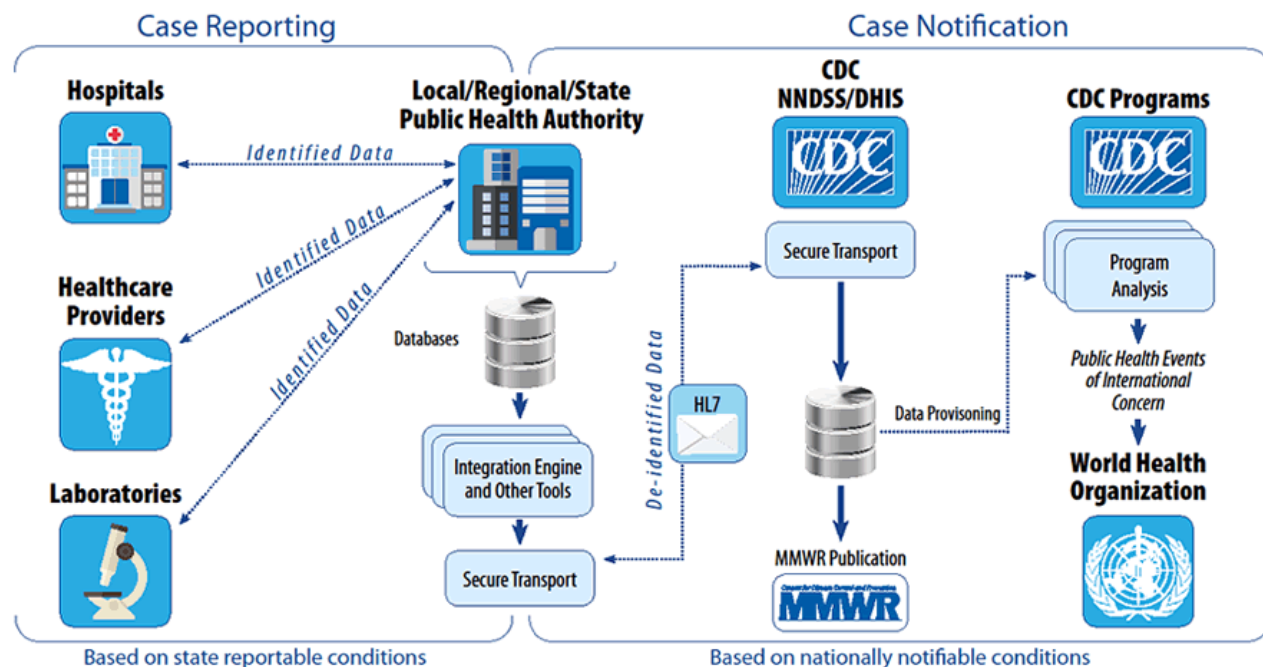 Case Reporting
Case Notification
Hospitals
Local/Regional/State
Public Health Authority
CDC
NNDSS/DHIS
CDC Programs
Identified Data
CDC
CDC
Identified Data
Secure Transport
Program
Analysis
Healthcare
Providers
Identified Data
Databases
De-identified Data
HL7
Data Provisoning
Public Health Events
of International
Concern
Laboratories
Integration Engine
and Other Tools
World Health
Organization
Secure Transport
MMWR Publication
MMWR
Based on state reportable conditions
Based on nationally notifiable conditions